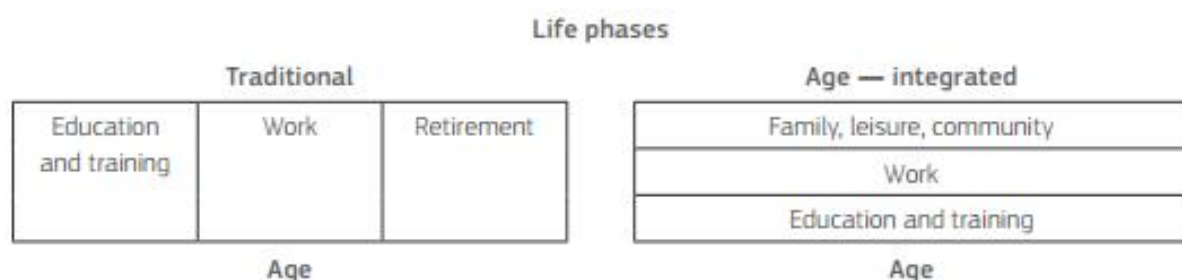 Life phases
Traditional
Education
and training
Work
Retirement
Age
Age — integrated
Family, leisure, community
Work
Education and training
Age